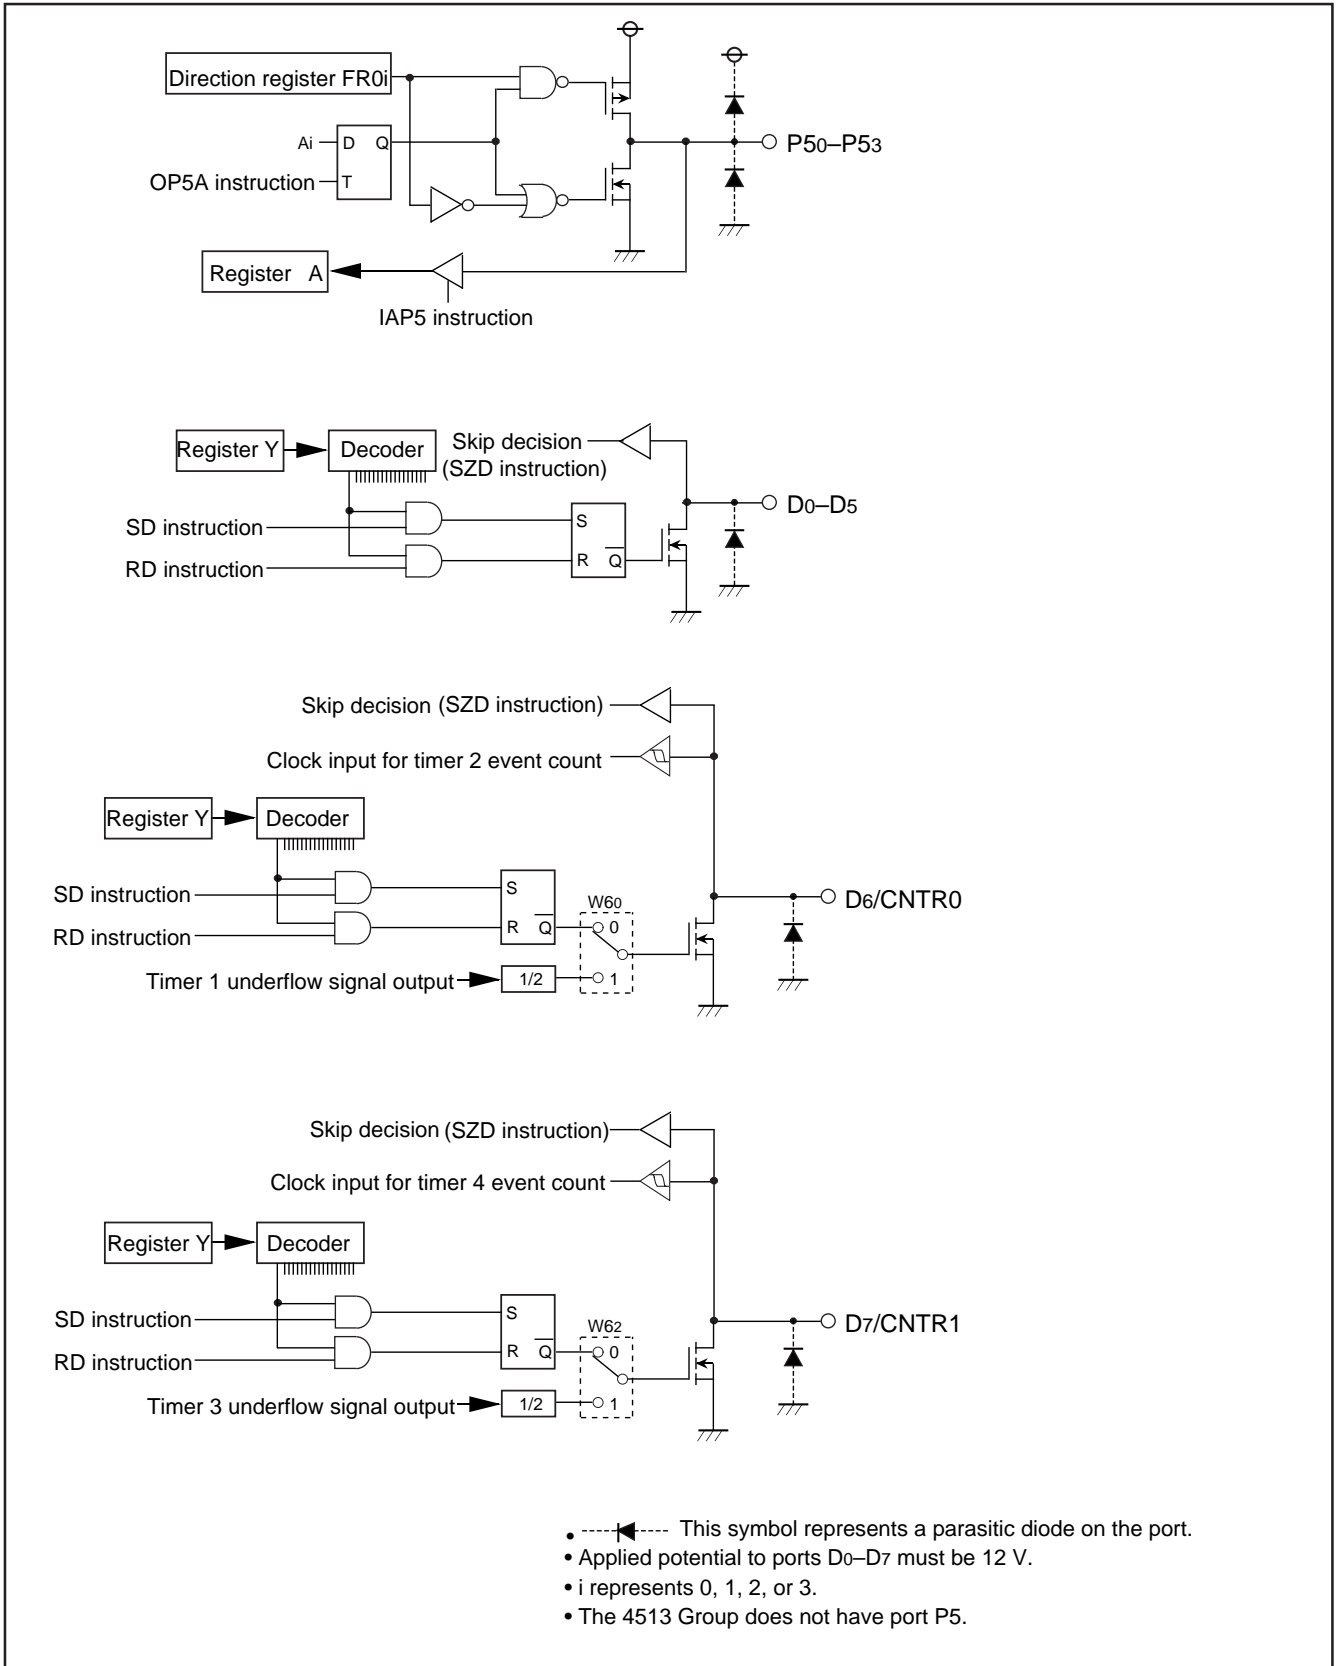 Direction register FR0i
Ai
D Q
P50–P53
OP5A instruction
T
Register A
IAP5 instruction
Register Y
Decoder
Skip decision
(SZD instruction)
D0–D5
SD instruction
S
RD instruction
R Q
Skip decision (SZD instruction)
Clock input for timer 2 event count
Register Y
Decoder
SD instruction
S
W60
D6/CNTR0
RD instruction
R Q
0
Timer 1 underflow signal output
1/2
1
Skip decision (SZD instruction)
Clock input for timer 4 event count
Register Y
Decoder
SD instruction
S
W62
D7/CNTR1
RD instruction
R Q
0
Timer 3 underflow signal output
1/2
1
• This symbol represents a parasitic diode on the port.
• Applied potential to ports D0–D7 must be 12 V.
• i represents 0, 1, 2, or 3.
• The 4513 Group does not have port P5.